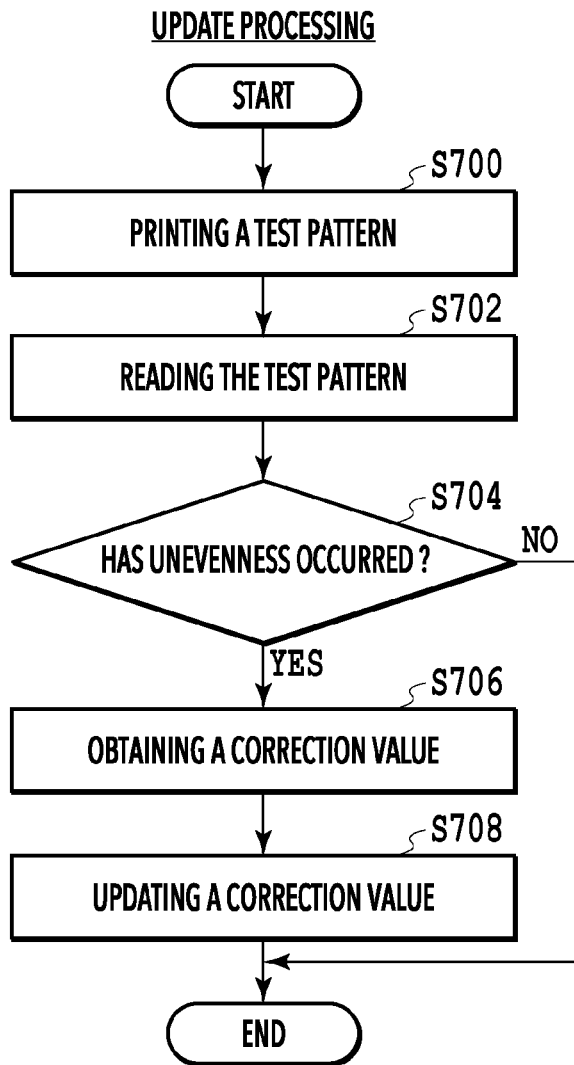 UPDATE PROCESSING
START
S700
PRINTING A TEST PATTERN
S702
READING THE TEST PATTERN
S704
HAS UNEVENNESS OCCURRED ?
NO
YES
S706
OBTAINING A CORRECTION VALUE
S708
UPDATING A CORRECTION VALUE
END